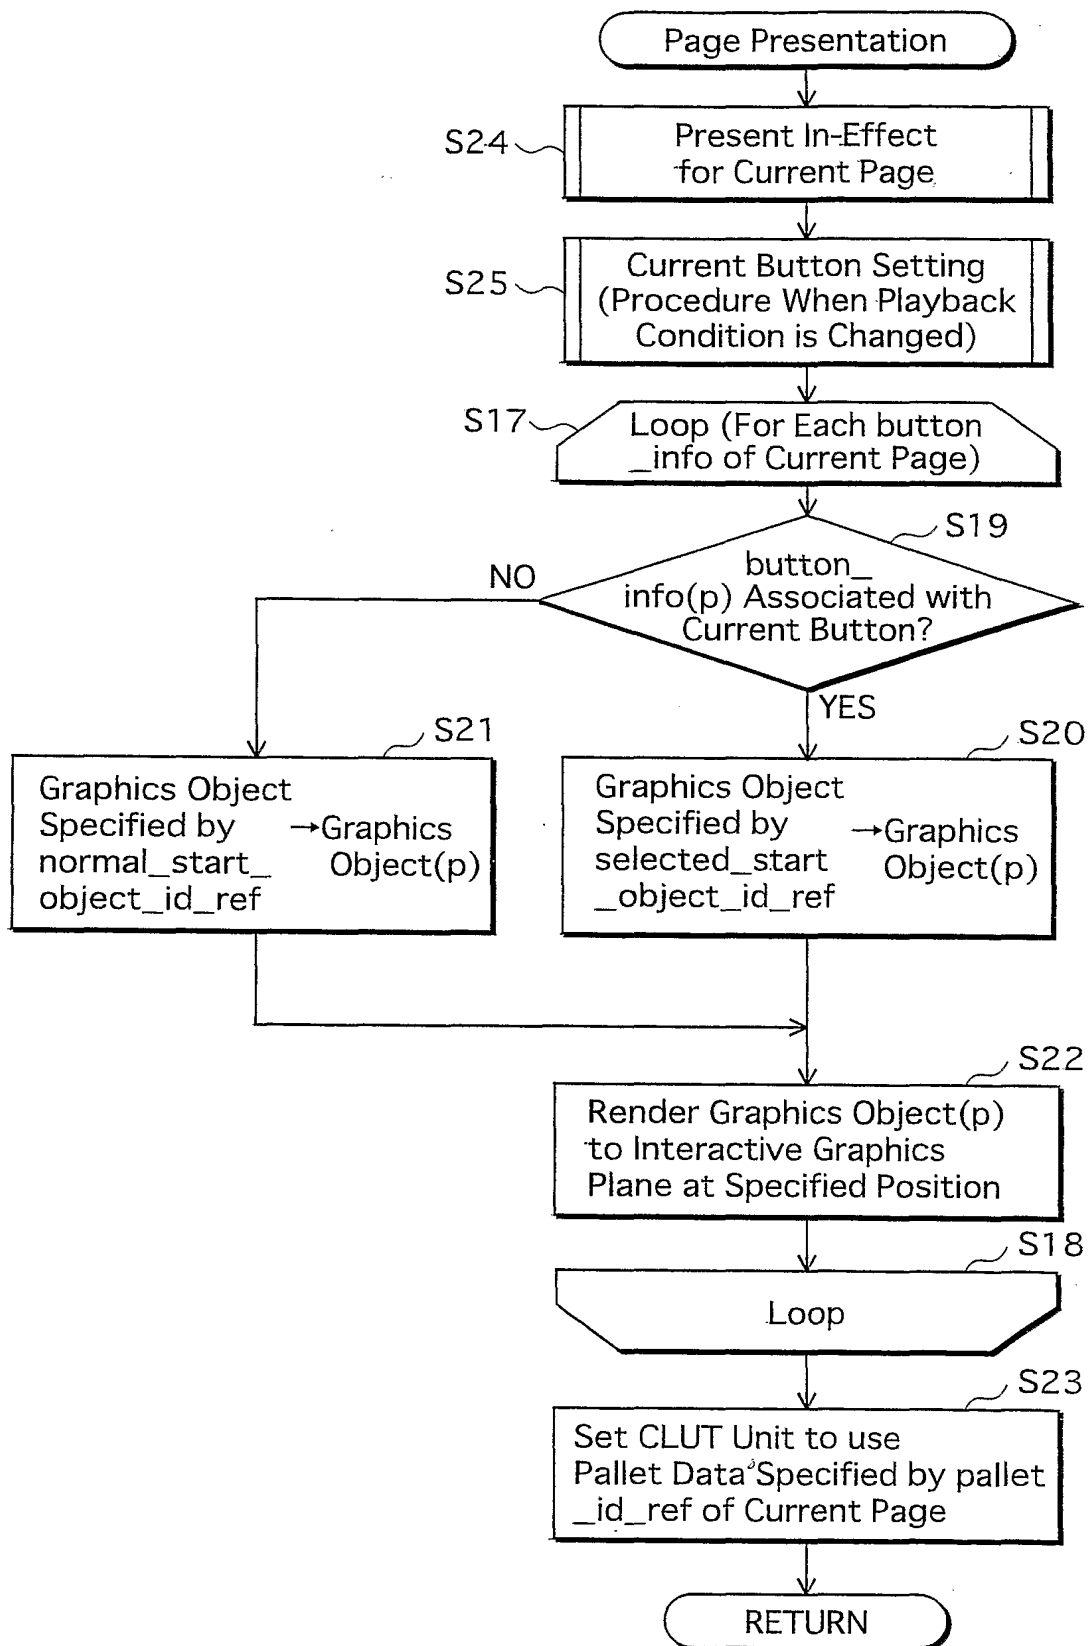 Page Presentation
S24
Present In-Effect
for Current Page
S25
Current Button Setting
(Procedure When Playback
Condition is Changed)
S17
Loop (For Each button
_info of Current Page)
S19
button_
info(p) Associated with
Current Button?
NO
YES
S21
Graphics Object
Specified by →Graphics
normal_start_ Object(p)
object_id_ref
S20
Graphics Object
Specified by →Graphics
selected_start Object(p)
_object_id_ref
S22
Render Graphics Object(p)
to Interactive Graphics
Plane at Specified Position
S18
Loop
S23
Set CLUT Unit to use
Pallet Data Specified by pallet
_id_ref of Current Page
RETURN